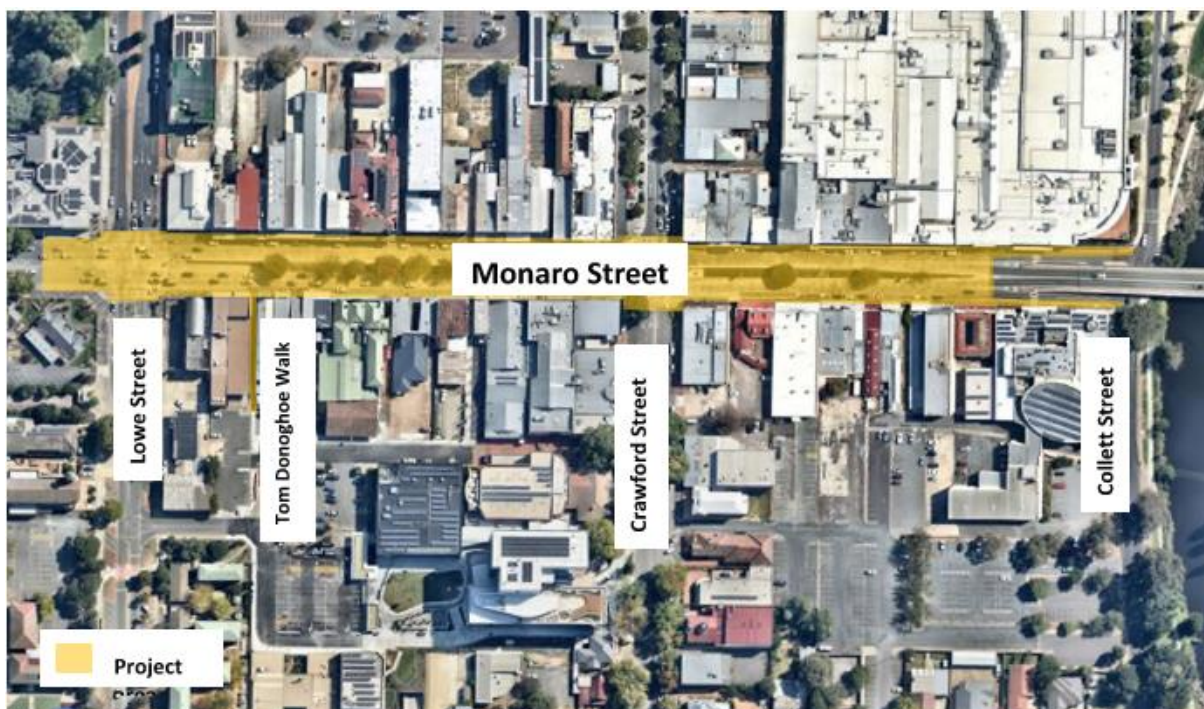 Monaro Street
Lowe Street
Tom Donoghoe Walk
Crawford Street
Collett Street
Project